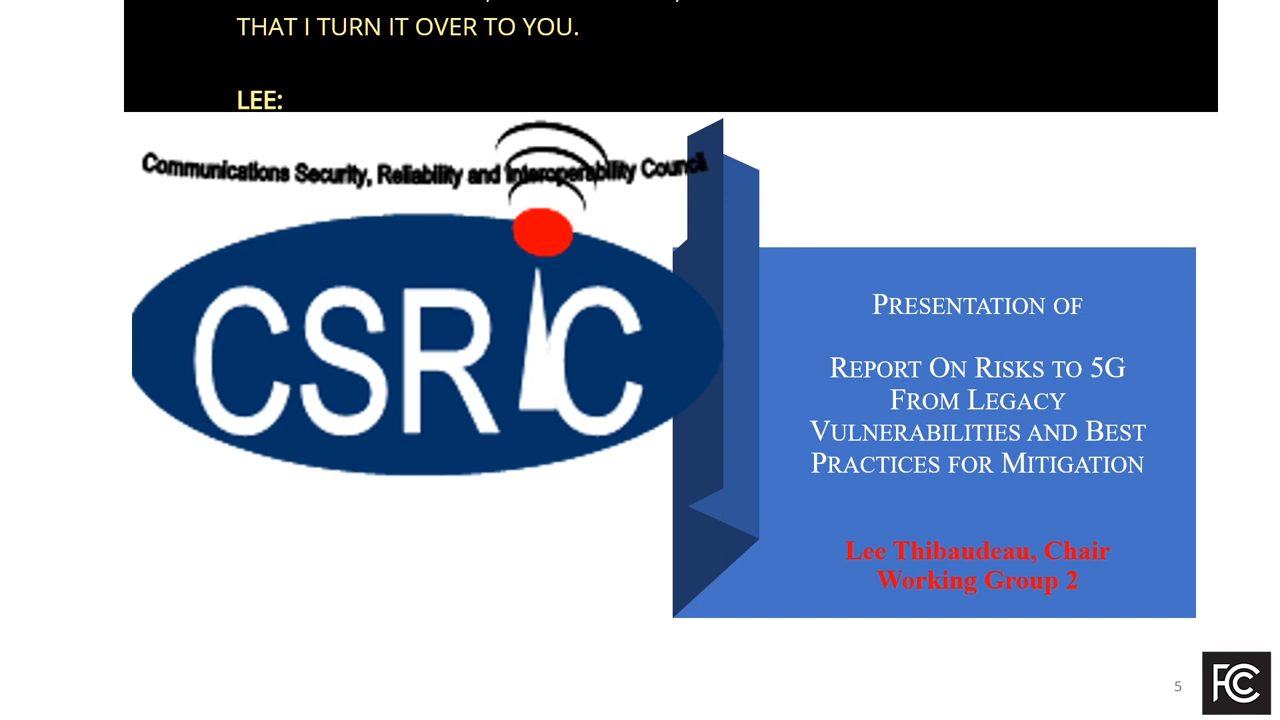 THAT I TURN IT OVER TO YOU.
LEE:
Communications Security, Reliability and Interoperability Council
CSRIC
PRESENTATION OF
REPORT ON RISKS TO 5G
FROM LEGACY
VULNERABILITIES AND BEST
PRACTICES FOR MITIGATION
Lee Thibaudeau, Chair
Working Group 2
5
FCC